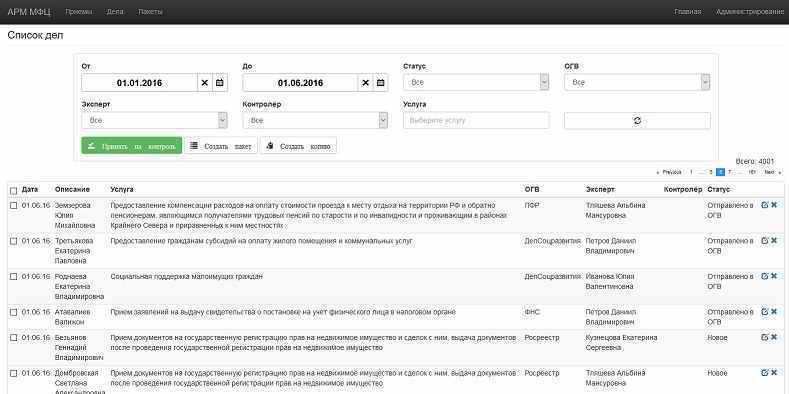 АРМ МФЦ Приемы Дела Пакеты Главная Администрирование
Список дел
От До Статус ОГВ
01.01.2016 01.06.2016 Все Все
Эксперт Контролёр Услуга
Все Все Выберите услугу
Принять на контроль Создать пакет Создать копию
Всего: 4001
« Previous 1 ... 5 6 7 ... Next »
Дата Описание Услуга ОГВ Эксперт Контролёр Статус
01.06.16 Земзерова Предоставление компенсации расходов на оплату стоимости проезда к месту отдыха на территории РФ и обратно ПФР Тляшева Альбина Отправлено в
Юлия пенсионерам, являющимся получателями трудовых пенсий по старости и по инвалидности и проживающим в районах Мансуровна ОГВ
Михайловна Крайнего Севера и приравненных к ним местностях
01.06.16 Третьякова Предоставление гражданам субсидий на оплату жилого помещения и коммунальных услуг ДепСоцразвития Петров Даниил Отправлено в
Екатерина Владимирович ОГВ
Павловна
01.06.16 Роднаева Социальная поддержка малоимущих граждан ДепСоцразвития Иванова Юлия Отправлено в
Екатерина Валентиновна ОГВ
Владимировна
01.06.16 Атавалиев Прием заявлений на выдачу свидетельства о постановке на учет физического лица в налоговом органе ФНС Петров Даниил Отправлено в
Валихон Владимирович ОГВ
01.06.16 Безъянов Прием документов на государственную регистрацию прав на недвижимое имущество и сделок с ним, выдача документов Росреестр Кузнецова Екатерина Новое
Геннадий после проведения государственной регистрации прав на недвижимое имущество Сергеевна
Владимирович
01.06.16 Домбровская Прием документов на государственную регистрацию прав на недвижимое имущество и сделок с ним, выдача документов Росреестр Тляшева Альбина Новое
Светлана после проведения государственной регистрации прав на недвижимое имущество Мансуровна
Александровна